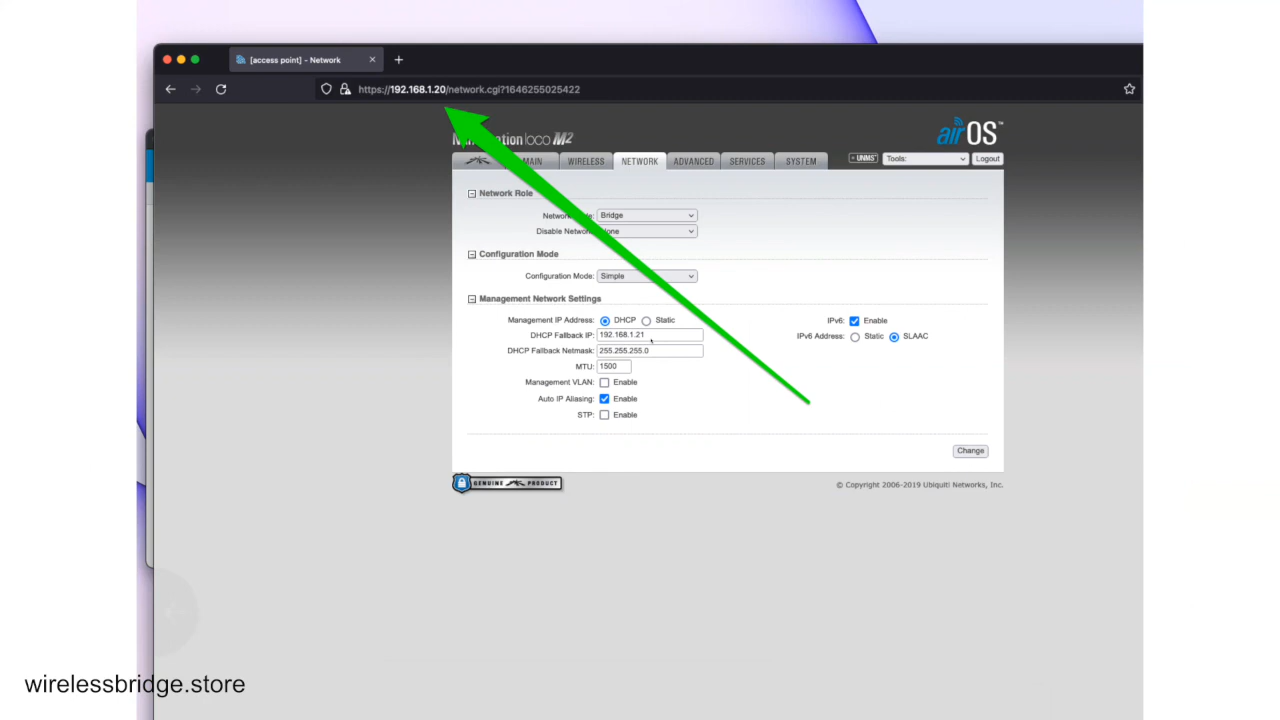 [access point] - Network
https://192.168.1.20/network.cgi?1646255025422
loco M2
airOS™
MAIN WIRELESS NETWORK ADVANCED SERVICES SYSTEM UNMS Tools: Logout
Network Role
Bridge
Disable
Configuration Mode
Configuration Mode: Simple
Management Network Settings
Management IP Address: DHCP Static
DHCP Fallback IP: 192.168.1.21
DHCP Fallback Netmask: 255.255.255.0
MTU: 1500
Management VLAN: Enable
Auto IP Aliasing: Enable
STP: Enable
IPv6: Enable
IPv6 Address: Static SLAAC
Change
GENUINE PRODUCT
© Copyright 2006-2019 Ubiquiti Networks, Inc.
wirelessbridge.store